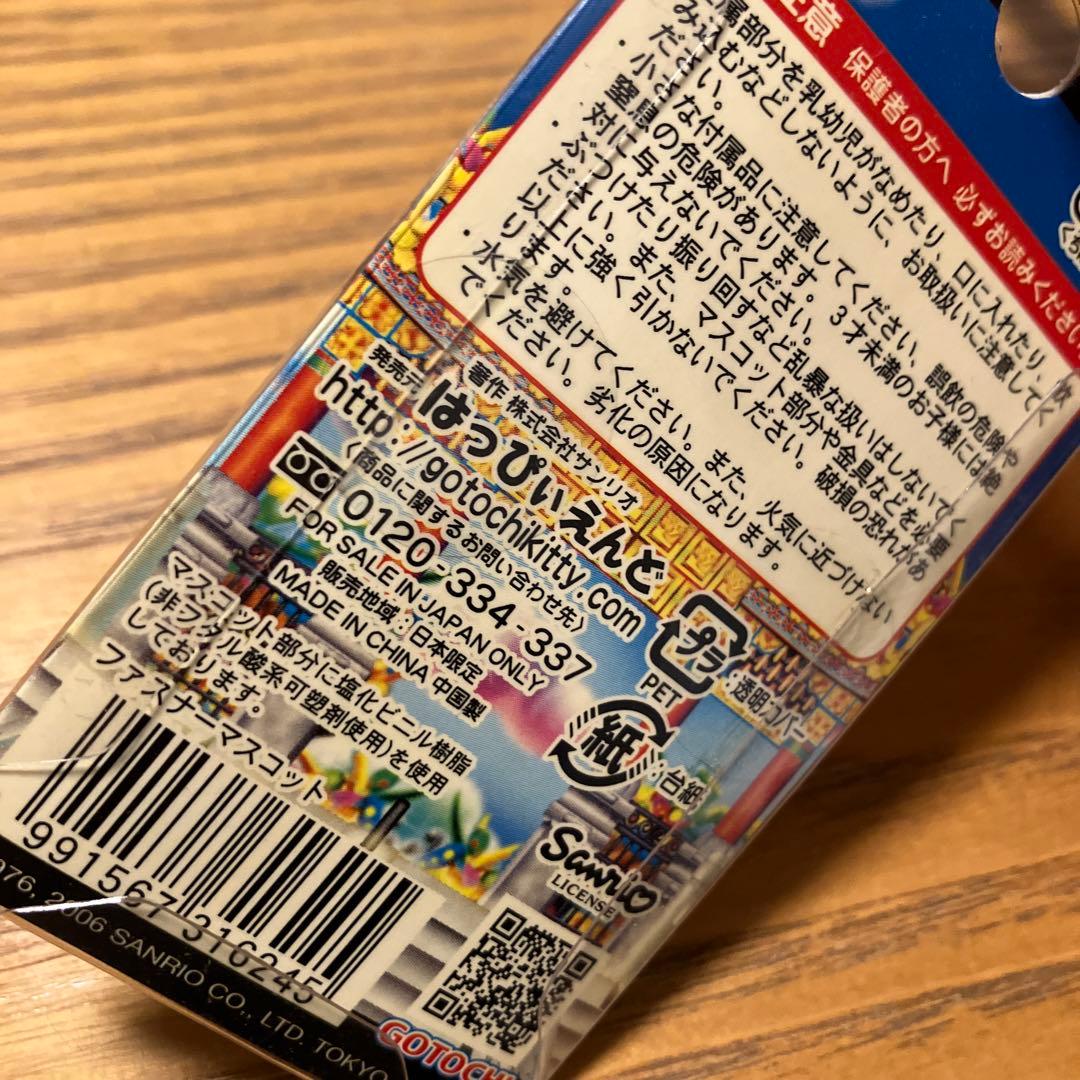 注意 保護者の方へ 必ずお読みください
属部分を乳幼児がなめたり、口に入れたり、飲
み込むなどしないように、お取扱いに注意して
ください。
・小さな付属品に注意してください。誤飲の危険や
窒息の危険があります。3才未満のお子様には絶
対に与えないでください。
・ぶつけたり振り回すなど乱暴な扱いはしないでく
ださい。また、マスコット部分や金具などを必要
以上に強く引かないでください。破損の恐れがあ
ります。
・水気を避けてください。また、火気に近づけない
でください。劣化の原因になります。
著作 株式会社サンリオ
発売元
はっぴぃえんど
http://gotochikitty.com
〈商品に関するお問い合わせ先〉
0120-334-337
FOR SALE IN JAPAN ONLY
販売地域：日本限定
MADE IN CHINA 中国製
マスコット部分に塩化ビニル樹脂
(非フタル酸系可塑剤使用)を使用
しております。
ファスナーマスコット
プラ
PET
:透明カバー
紙
:台紙
Sanrio
LICENSE
991567316245
976, 2006 SANRIO CO., LTD. TOKYO
GOTOCH